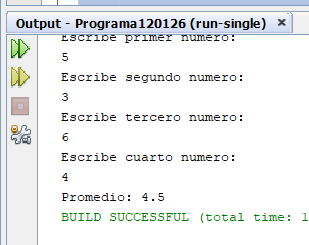 Output - Programa120126 (run-single)
Escribe primer numero:
5
Escribe segundo numero:
3
Escribe tercero numero:
6
Escribe cuarto numero:
4
Promedio: 4.5
BUILD SUCCESSFUL (total time: 1